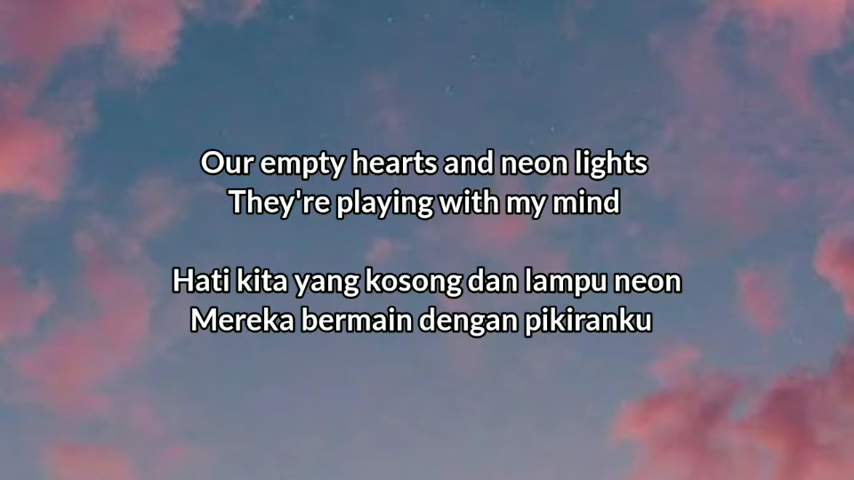 Our empty hearts and neon lights
They're playing with my mind
Hati kita yang kosong dan lampu neon
Mereka bermain dengan pikiranku